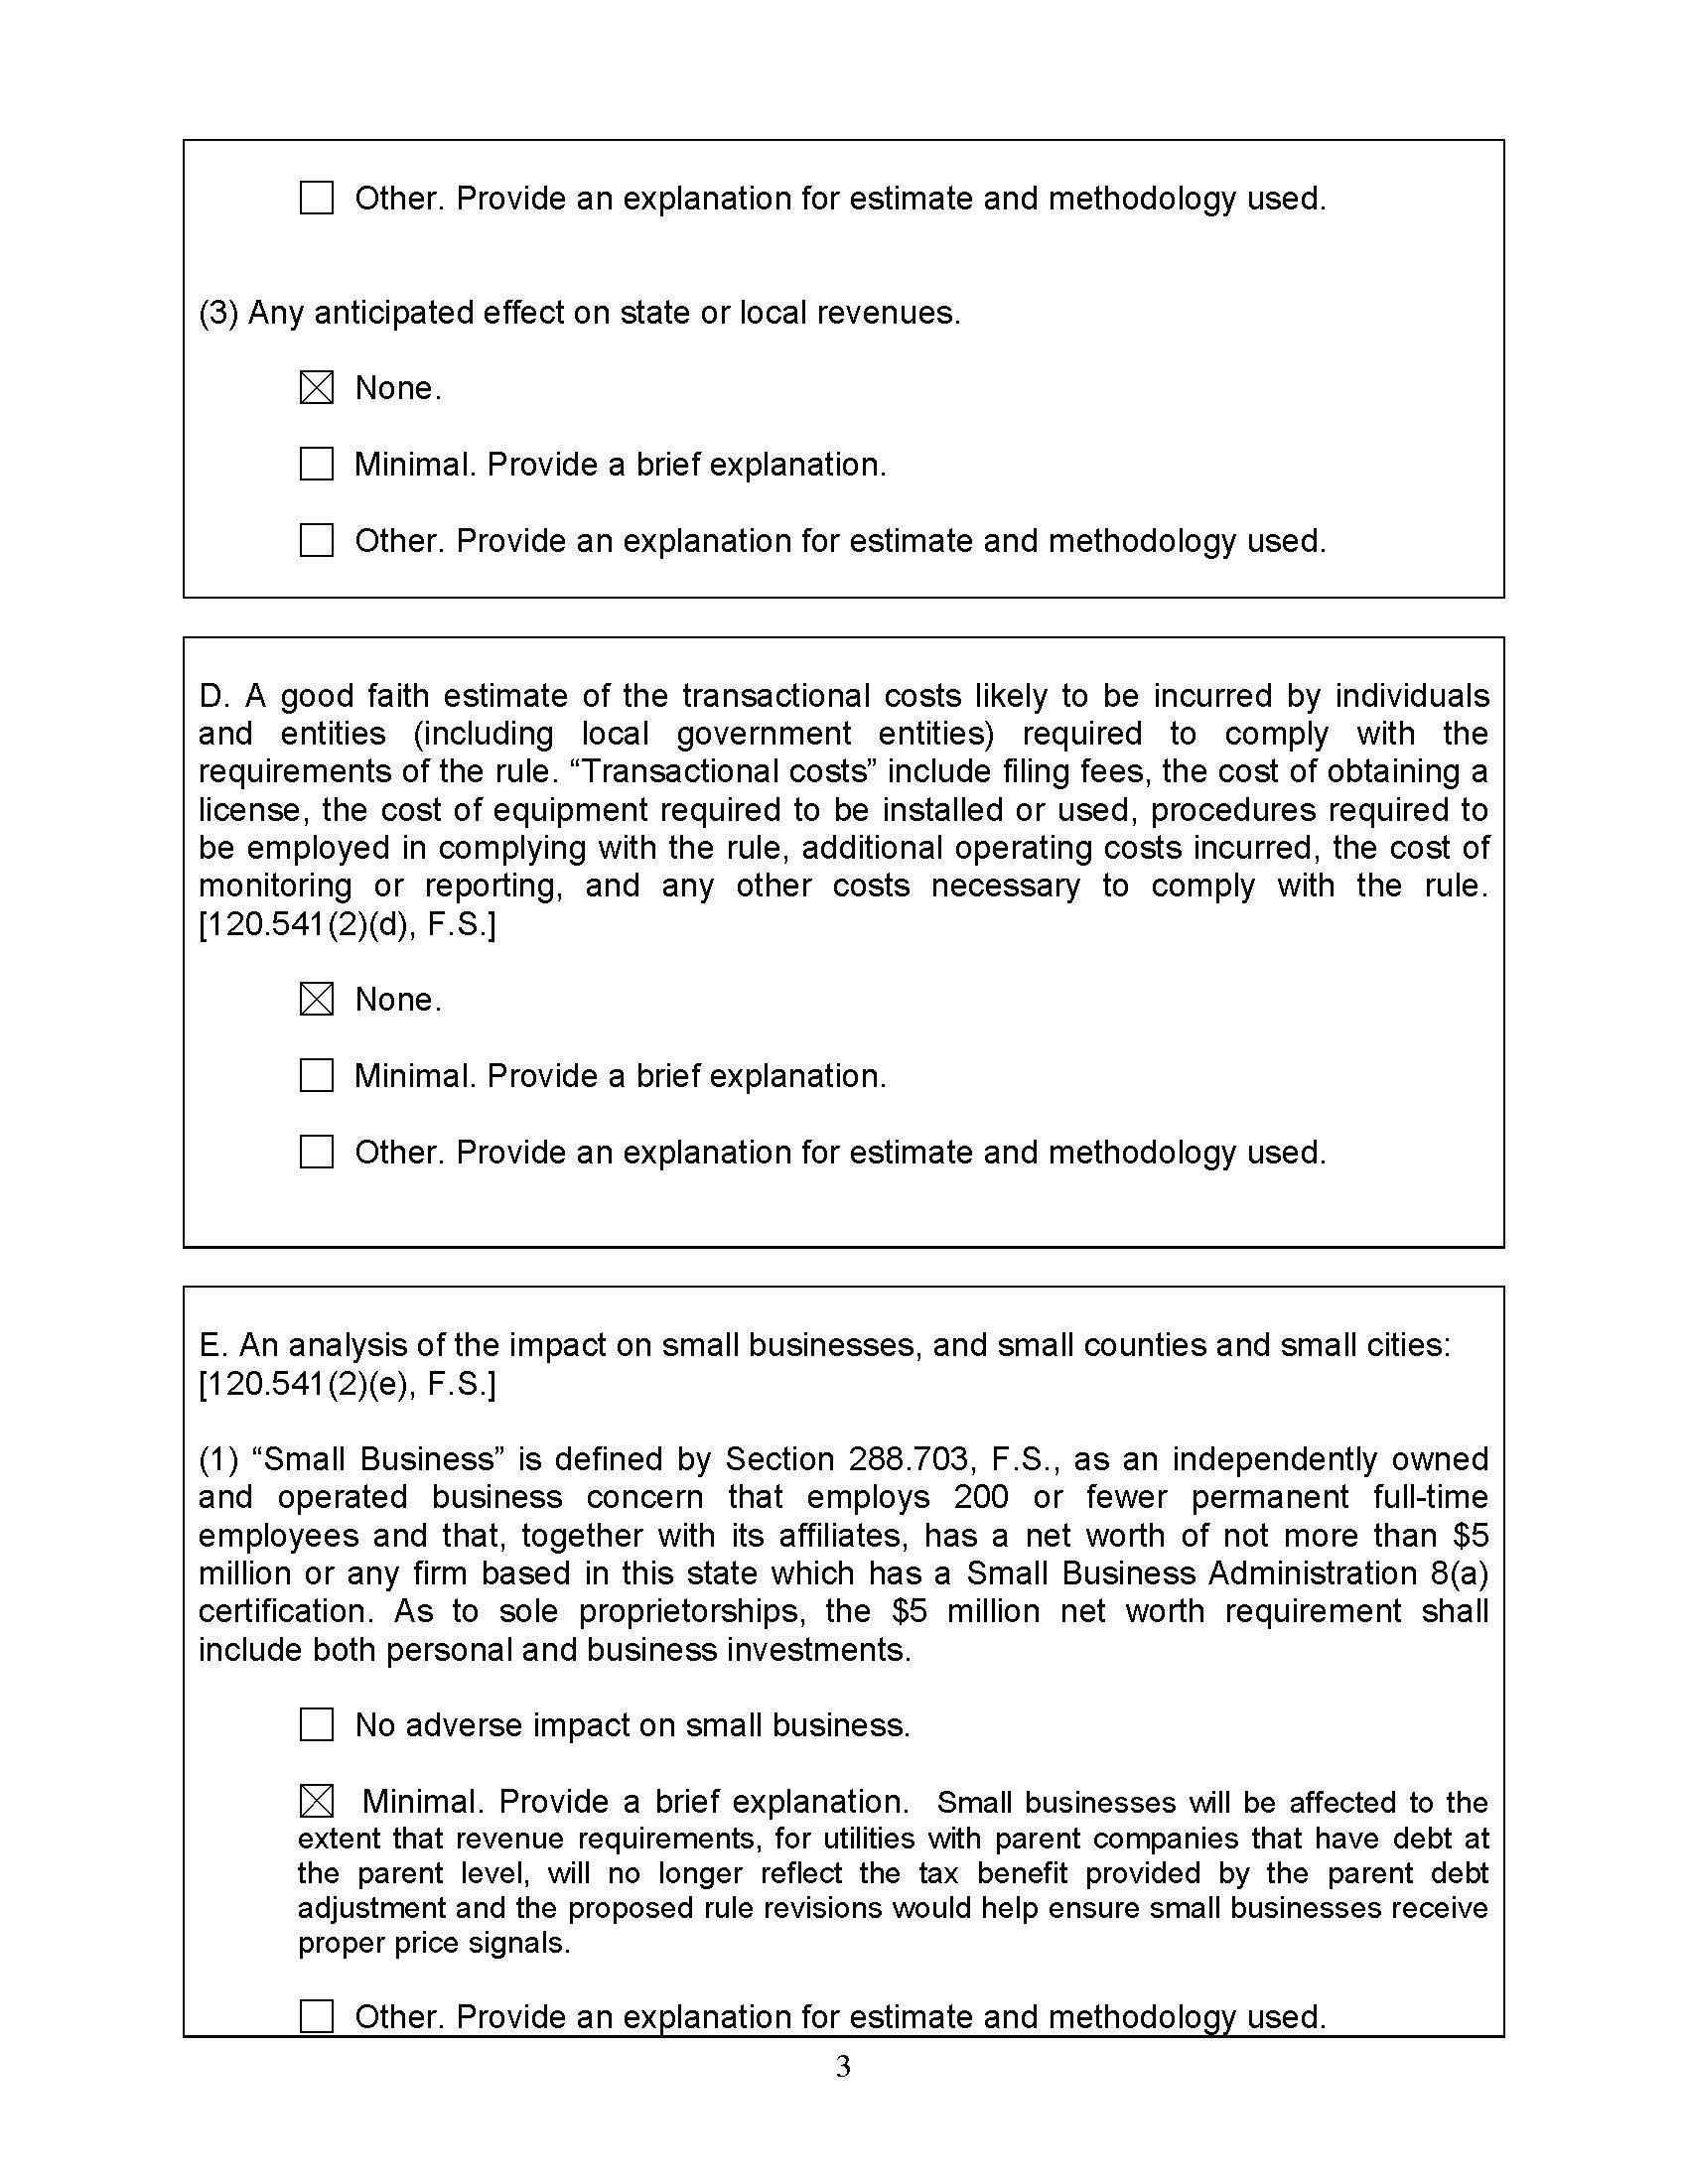 ☐ Other. Provide an explanation for estimate and methodology used.
(3) Any anticipated effect on state or local revenues.
☒ None.
☐ Minimal. Provide a brief explanation.
☐ Other. Provide an explanation for estimate and methodology used.
D. A good faith estimate of the transactional costs likely to be incurred by individuals
and entities (including local government entities) required to comply with the
requirements of the rule. “Transactional costs” include filing fees, the cost of obtaining a
license, the cost of equipment required to be installed or used, procedures required to
be employed in complying with the rule, additional operating costs incurred, the cost of
monitoring or reporting, and any other costs necessary to comply with the rule.
[120.541(2)(d), F.S.]
☒ None.
☐ Minimal. Provide a brief explanation.
☐ Other. Provide an explanation for estimate and methodology used.
E. An analysis of the impact on small businesses, and small counties and small cities:
[120.541(2)(e), F.S.]
(1) “Small Business” is defined by Section 288.703, F.S., as an independently owned
and operated business concern that employs 200 or fewer permanent full-time
employees and that, together with its affiliates, has a net worth of not more than $5
million or any firm based in this state which has a Small Business Administration 8(a)
certification. As to sole proprietorships, the $5 million net worth requirement shall
include both personal and business investments.
☐ No adverse impact on small business.
☒ Minimal. Provide a brief explanation. Small businesses will be affected to the
extent that revenue requirements, for utilities with parent companies that have debt at
the parent level, will no longer reflect the tax benefit provided by the parent debt
adjustment and the proposed rule revisions would help ensure small businesses receive
proper price signals.
☐ Other. Provide an explanation for estimate and methodology used.
3